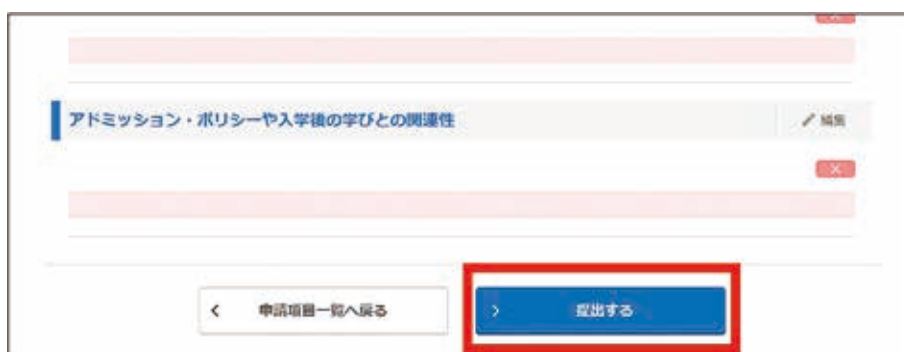 アドミッション・ポリシーや入学後の学びとの関連性
編集
×
< 申請項目一覧へ戻る
> 提出する